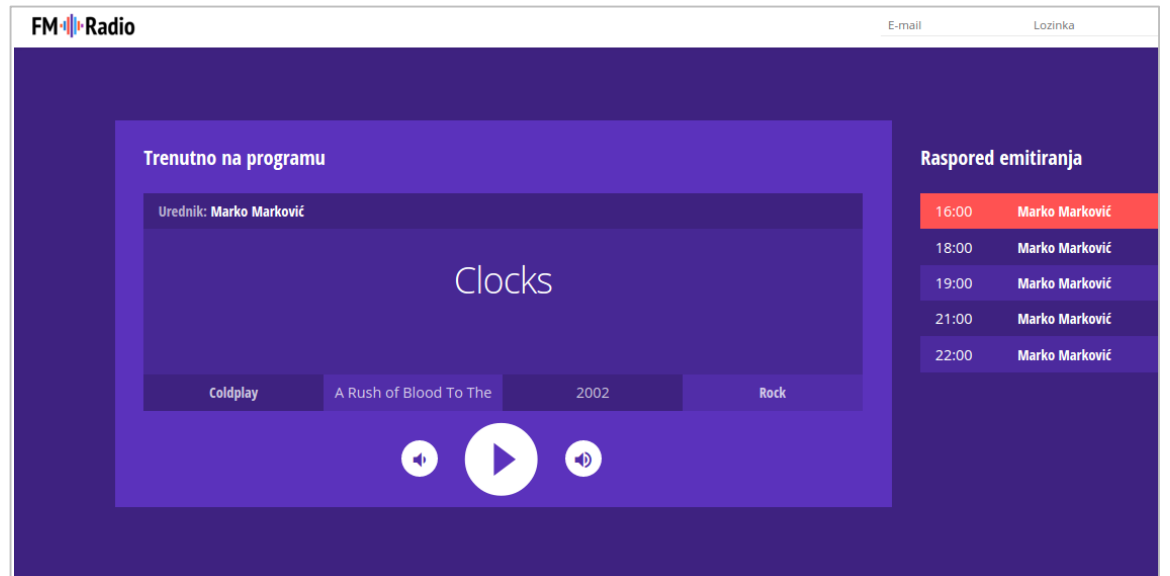 FM Radio
E-mail
Lozinka
Trenutno na programu
Urednik: Marko Marković
Clocks
Coldplay
A Rush of Blood To The
2002
Rock
Raspored emitiranja
16:00 Marko Marković
18:00 Marko Marković
19:00 Marko Marković
21:00 Marko Marković
22:00 Marko Marković